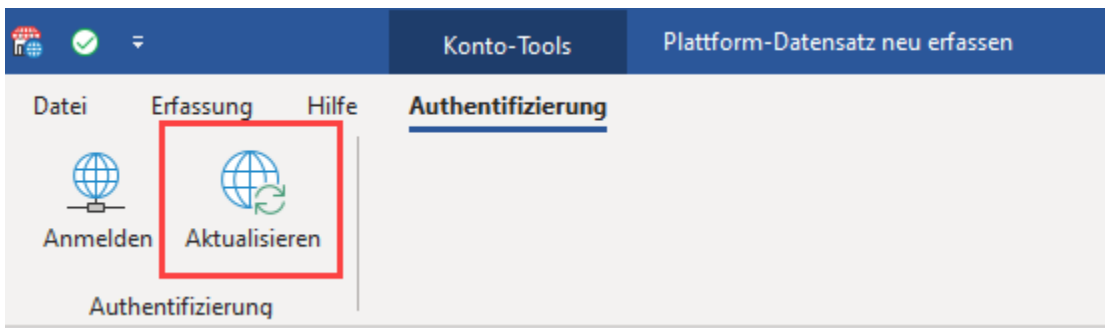 Konto-Tools Plattform-Datensatz neu erfassen
Datei Erfassung Hilfe Authentifizierung
Anmelden Aktualisieren
Authentifizierung